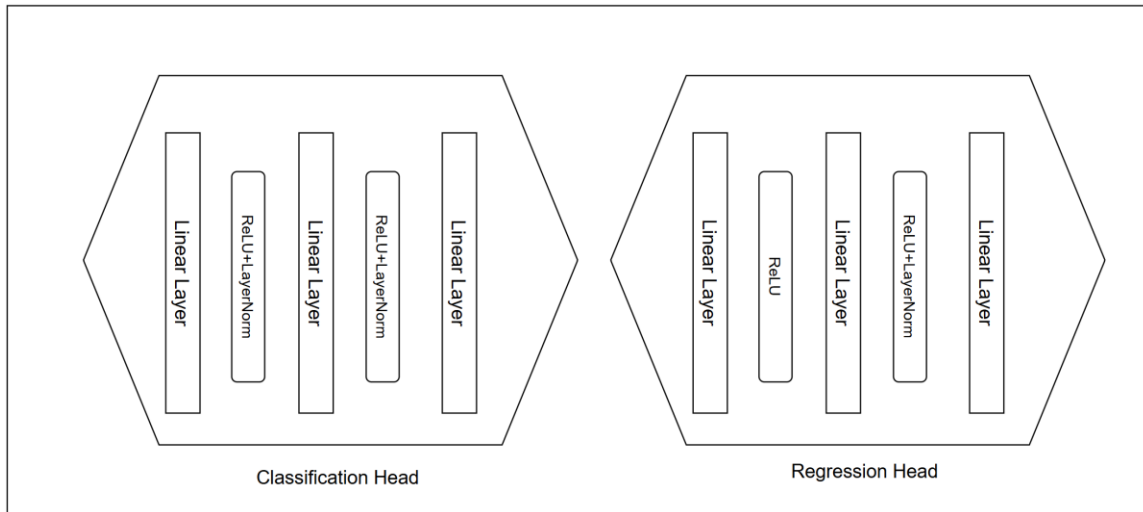 Linear Layer
ReLU+LayerNorm
Linear Layer
ReLU+LayerNorm
Linear Layer
Classification Head
Linear Layer
ReLU
Linear Layer
ReLU+LayerNorm
Linear Layer
Regression Head